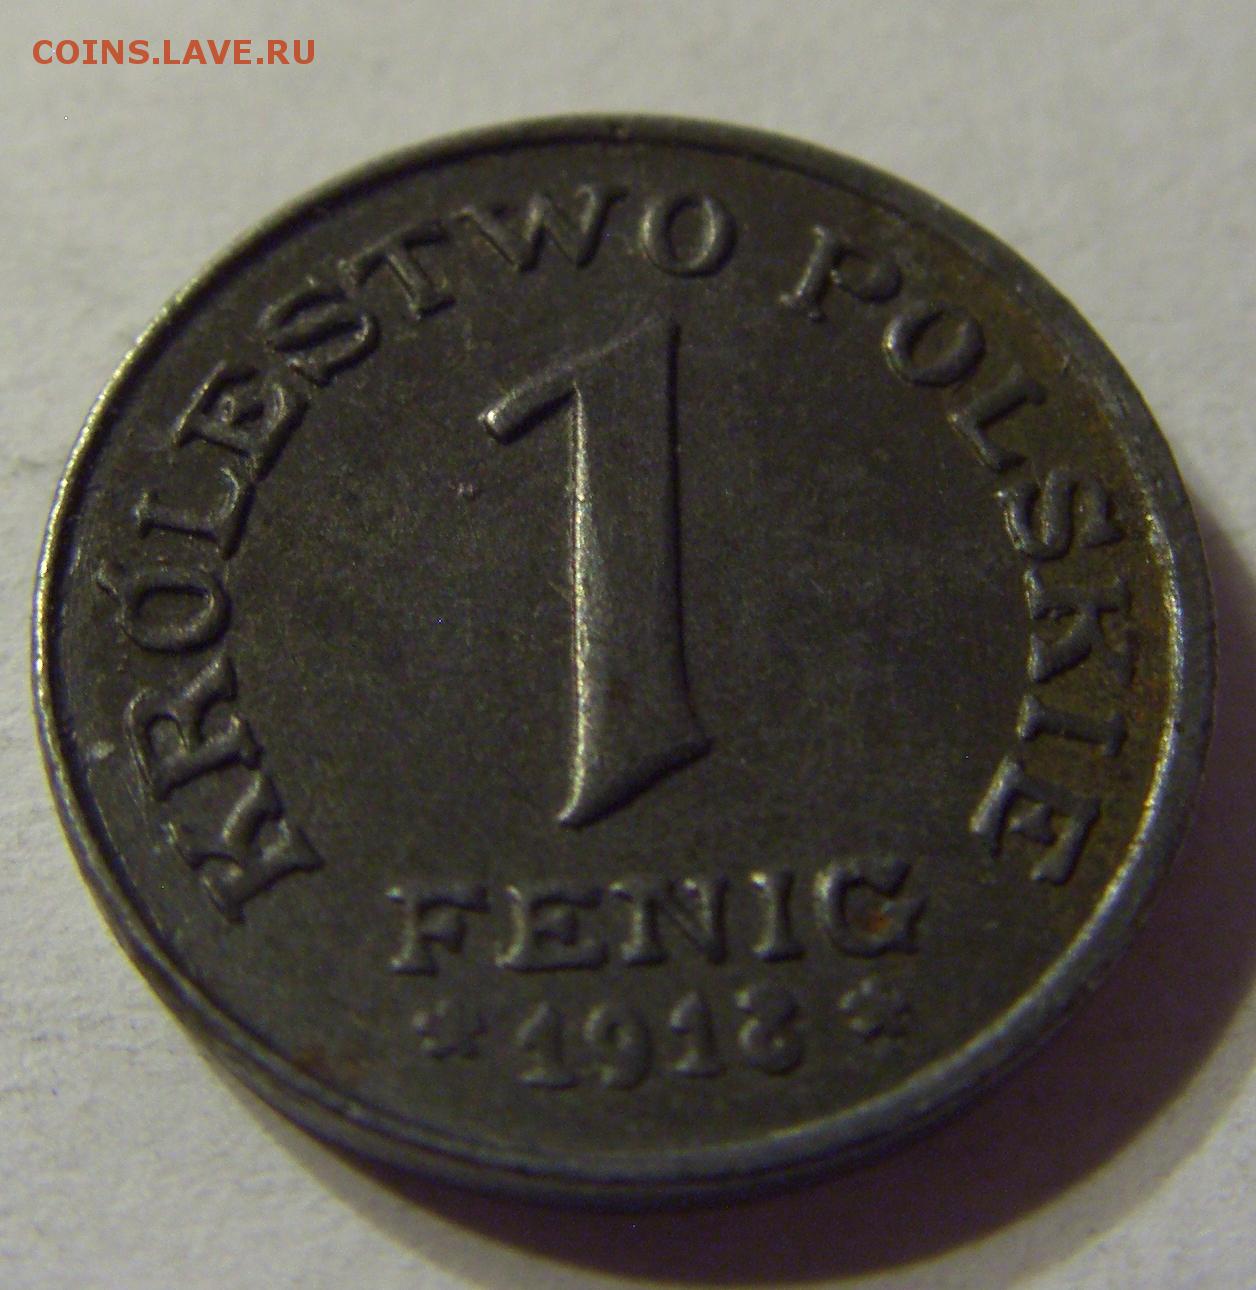 COINS.LAVE.RU
KRÓLESTWO POLSKIE
1
FENIG
* 1918 *